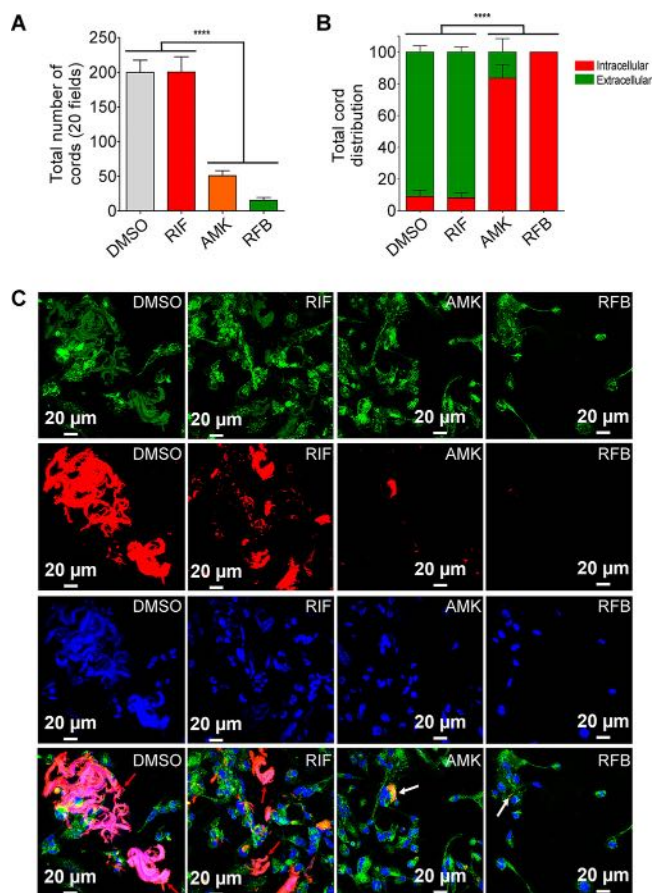 A
****
Total number of
cords (20 fields)
250
200
150
100
50
0
DMSO
RIF
AMK
RFB
B
****
Total cord
distribution
100
80
60
40
20
0
DMSO
RIF
AMK
RFB
Intracellular
Extracellular
C
DMSO
20 µm
RIF
20 µm
AMK
20 µm
RFB
20 µm
DMSO
20 µm
RIF
20 µm
AMK
20 µm
RFB
20 µm
DMSO
20 µm
RIF
20 µm
AMK
20 µm
RFB
20 µm
DMSO
20 µm
RIF
20 µm
AMK
20 µm
RFB
20 µm